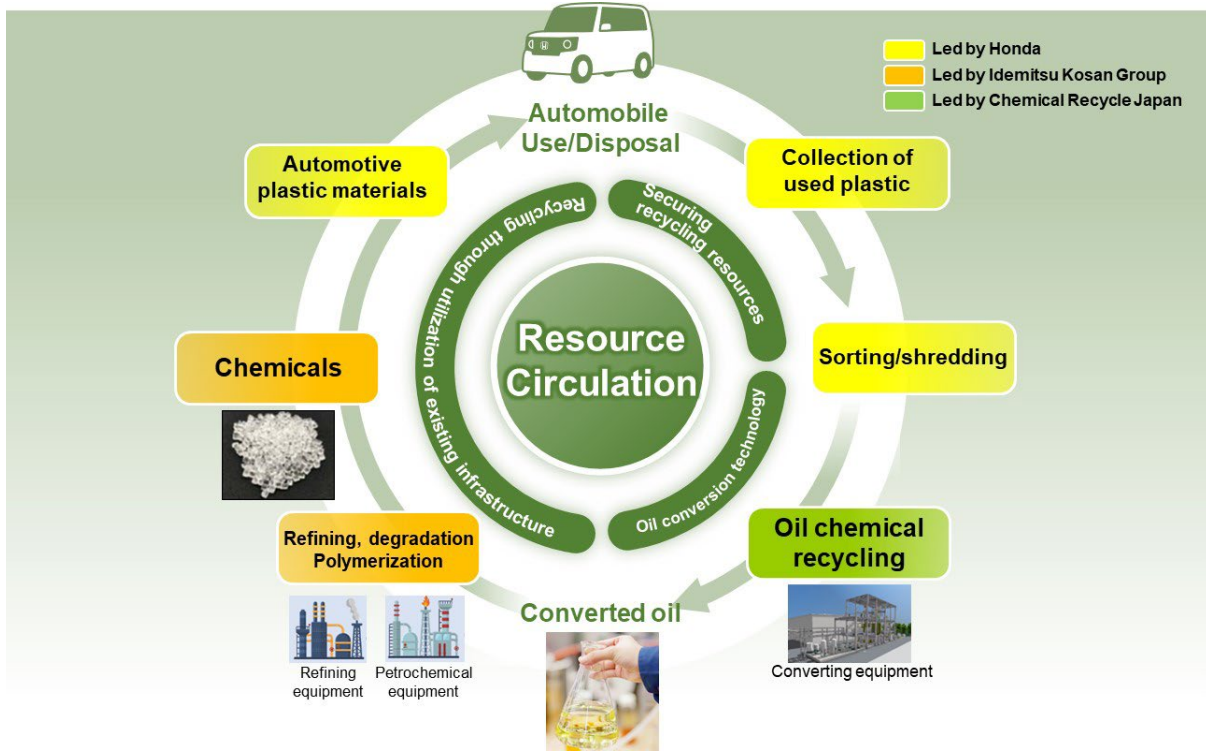 Led by Honda
Led by Idemitsu Kosan Group
Led by Chemical Recycle Japan
Automobile
Use/Disposal
Collection of
used plastic
Sorting/shredding
Oil chemical
recycling
Converting equipment
Converted oil
Refining, degradation
Polymerization
Refining
equipment
Petrochemical
equipment
Chemicals
Automotive
plastic materials
Securing
recycling resources
Oil conversion technology
Recycling through utilization of existing infrastructure
Resource
Circulation